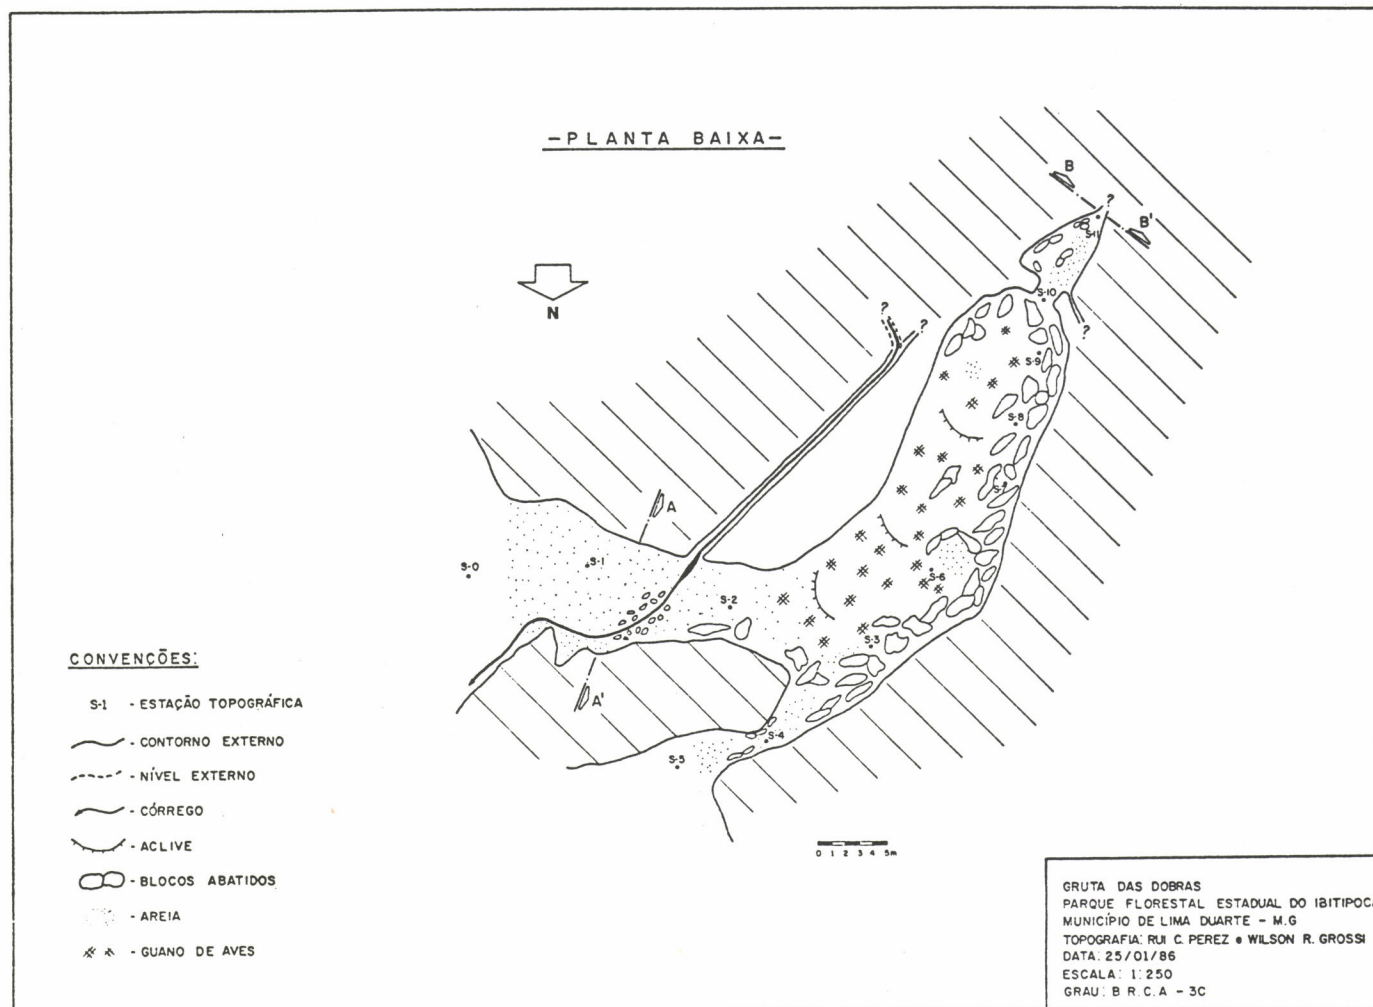 -PLANTA BAIXA-
B
?
B'
S-11
S-10
?
?
?
N
S-9
S-8
S-7
A
S-0
S-1
S-2
S-6
S-3
A'
S-4
S-5
CONVENÇÕES:
S-1 - ESTAÇÃO TOPOGRÁFICA
- CONTORNO EXTERNO
- NÍVEL EXTERNO
- CÓRREGO
- ACLIVE
- BLOCOS ABATIDOS
- AREIA
- GUANO DE AVES
0 1 2 3 4 5m
GRUTA DAS DOBRAS
PARQUE FLORESTAL ESTADUAL DO IBITIPOCA
MUNICÍPIO DE LIMA DUARTE - M.G
TOPOGRAFIA: RUI C. PEREZ e WILSON R. GROSSI
DATA: 25/01/86
ESCALA: 1:250
GRAU: B R.C.A - 3C